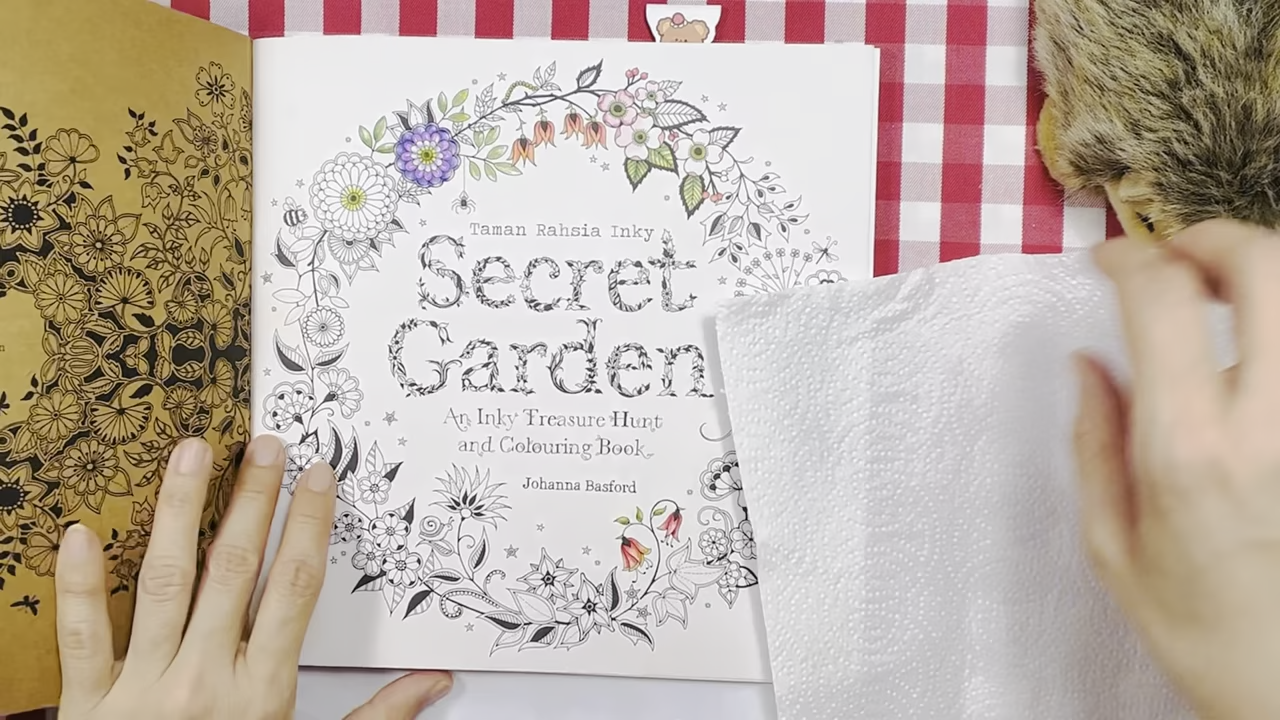 Taman Rahsia Inky
Secret
Garden
An Inky Treasure Hunt
and Colouring Book
Johanna Basford